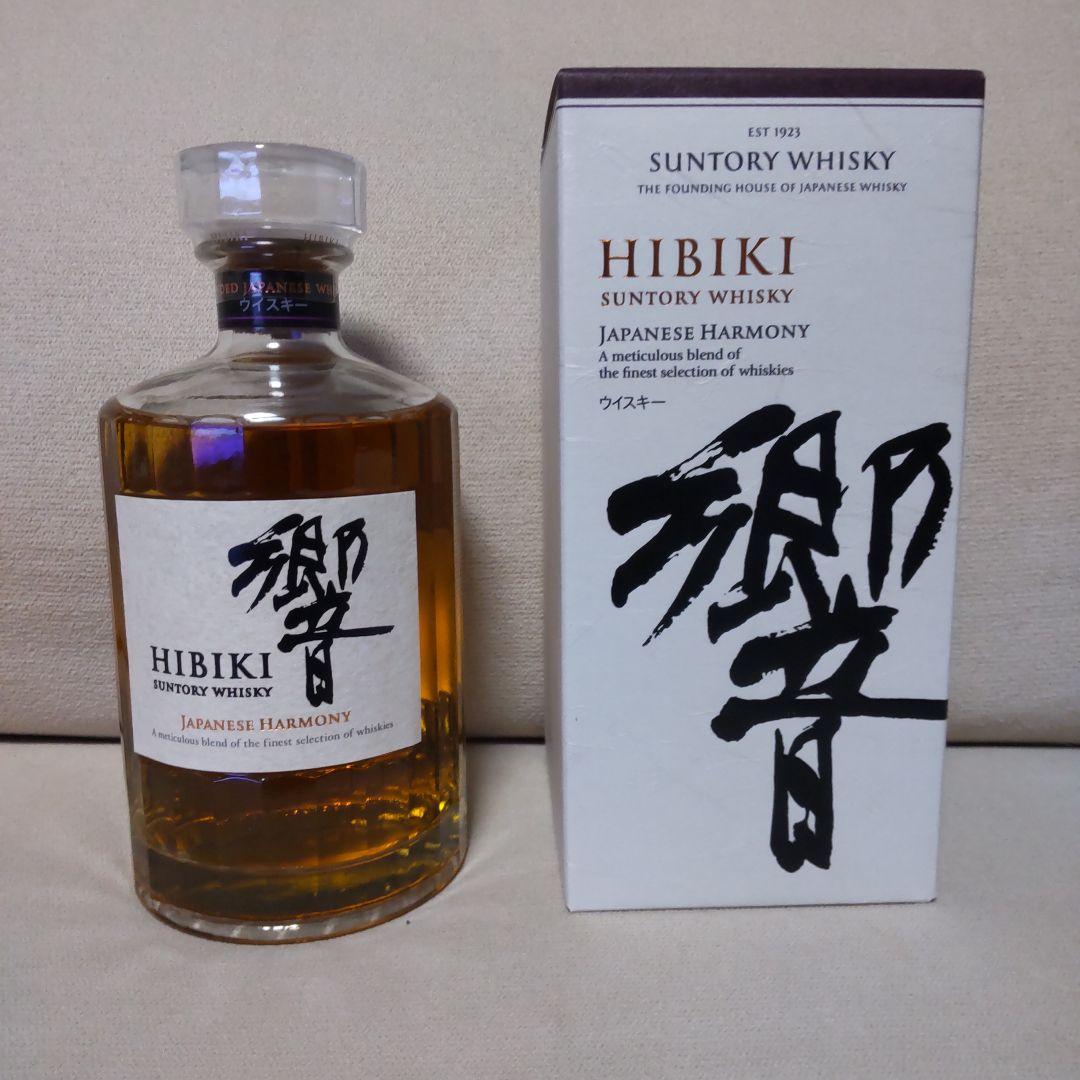 HIBIKI
JAPANESE
ウイスキー
響
HIBIKI
SUNTORY WHISKY
JAPANESE HARMONY
A meticulous blend of the finest selection of whiskies
EST 1923
SUNTORY WHISKY
THE FOUNDING HOUSE OF JAPANESE WHISKY
HIBIKI
SUNTORY WHISKY
JAPANESE HARMONY
A meticulous blend of
the finest selection of whiskies
ウイスキー
響